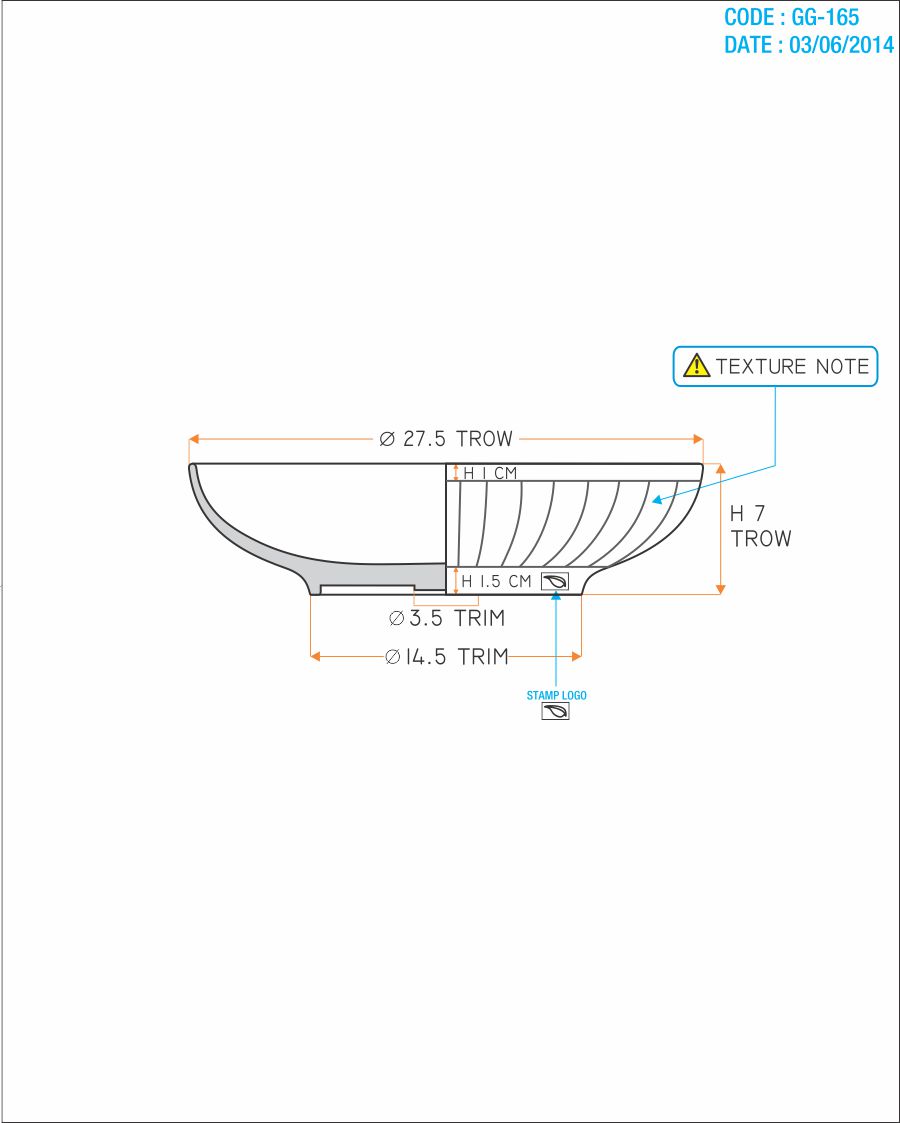 CODE : GG-165
DATE : 03/06/2014
TEXTURE NOTE
Ø 27.5 TROW
H 1 CM
H 7
TROW
H 1.5 CM
Ø 3.5 TRIM
Ø 14.5 TRIM
STAMP LOGO